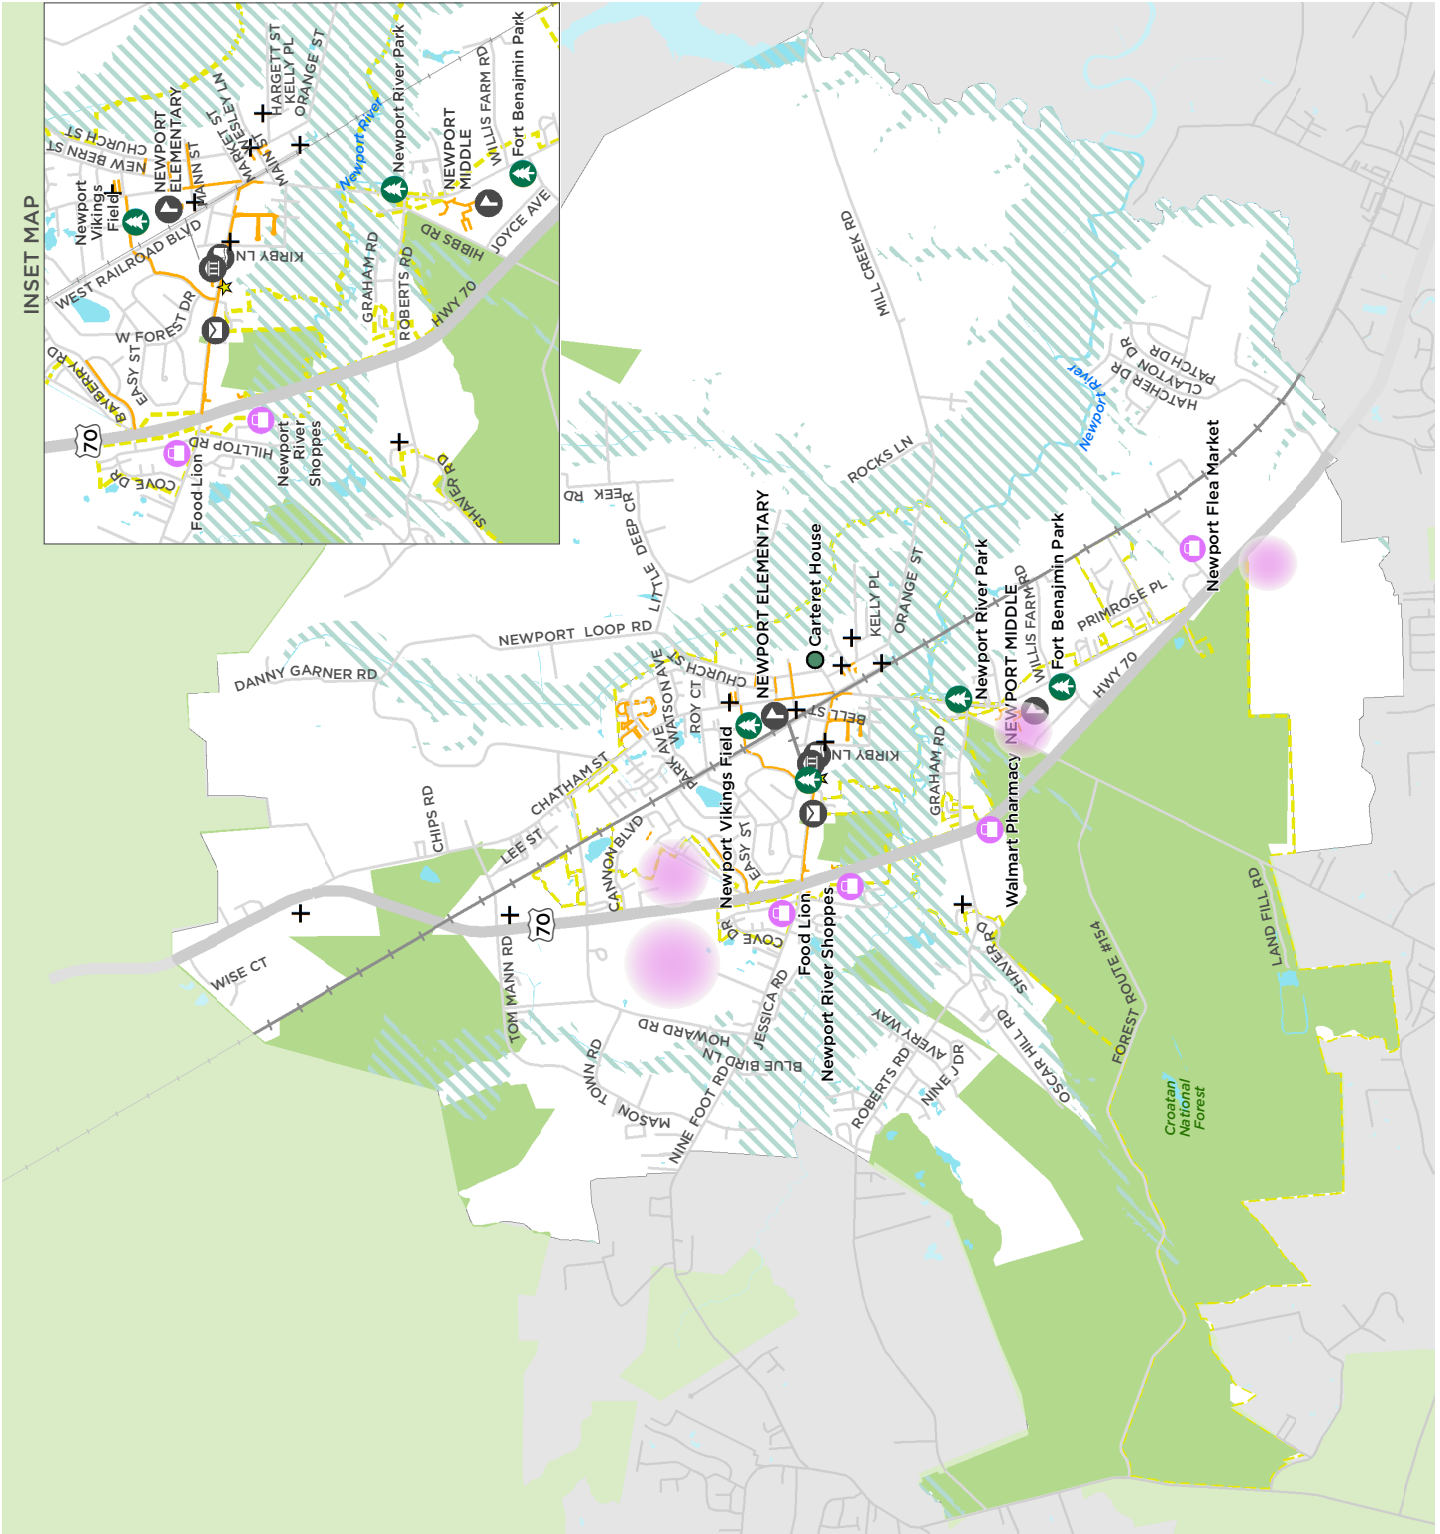 INSET MAP
HARGETT ST
KELLY PL
ORANGE ST
WESLEY LN
MARKET ST
MAIN ST
CHURCH ST
NEW BERN ST
NEWPORT
ELEMENTARY
MANN ST
Newport
Vikings
Field
WEST RAILROAD BLVD
KIRBY LN
W FOREST DR
EASY ST
BAYBERRY RD
70
HILLTOP RD
COVE DR
Food Lion
Newport
River
Shoppes
SHAVER RD
Newport River
Newport River Park
NEWPORT
MIDDLE
WILLIS FARM RD
Fort Benajmin Park
JOYCE AVE
HIBBS RD
GRAHAM RD
ROBERTS RD
HWY 70
MILL CREEK RD
ROCKS LN
EEK RD
LITTLE DEEP CR
NEWPORT LOOP RD
DANNY GARNER RD
CHIPS RD
CHATHAM ST
LEE ST
CANNON BLVD
PARK AVE
WATSON AVE
ROY CT
CHURCH ST
NEWPORT ELEMENTARY
Carteret House
KELLY PL
ORANGE ST
BELL ST
KIRBY LN
Newport Vikings Field
EASY ST
70
COVE DR
Food Lion
Newport River Shoppes
JESSICA RD
HOWARD RD
BLUE BIRD LN
TOM MANN RD
WISE CT
MASON TOWN RD
NINE FOOT RD
ROBERTS RD
AVERY WAY
NINE J DR
OSCAR HILL RD
SHAVER RD
FOREST ROUTE #154
LAND FILL RD
Croatan
National
Forest
GRAHAM RD
Walmart Pharmacy
NEWPORT MIDDLE
Newport River Park
WILLIS FARM RD
Fort Benajmin Park
PRIMROSE PL
HWY 70
Newport Flea Market
Newport River
HATCHER DR
CLAYTON DR
PATCH DR